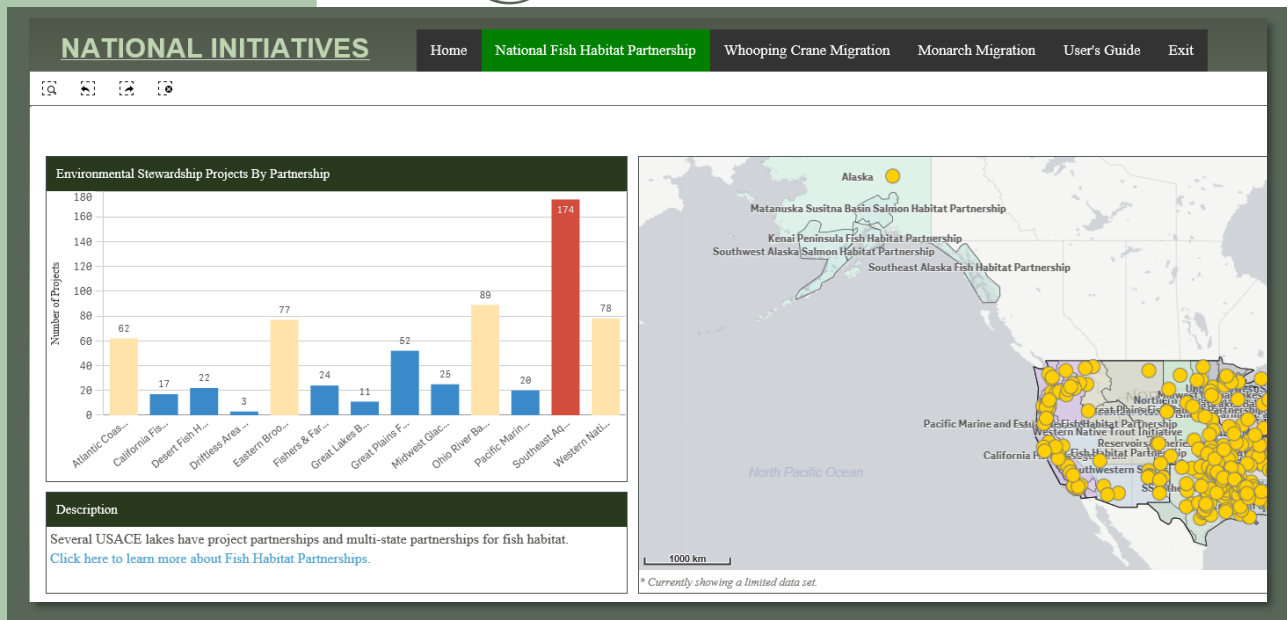 NATIONAL INITIATIVES
Home National Fish Habitat Partnership Whooping Crane Migration Monarch Migration User's Guide Exit
Environmental Stewardship Projects By Partnership
Number of Projects
180
160
140
120
100
80
60
40
20
0
62
17
22
3
77
24
11
52
25
89
20
174
78
Atlantic Coas...
California Fis...
Desert Fish H...
Driftless Area ...
Eastern Broo...
Fishers & Far...
Great Lakes B...
Great Plains F...
Midwest Glac...
Ohio River Ba...
Pacific Marin...
Southeast Aq...
Western Nati...
Description
Several USACE lakes have project partnerships and multi-state partnerships for fish habitat.
Click here to learn more about Fish Habitat Partnerships.
Alaska
Matanuska Susitna Basin Salmon Habitat Partnership
Kenai Peninsula Fish Habitat Partnership
Southwest Alaska Salmon Habitat Partnership
Southeast Alaska Fish Habitat Partnership
Pacific Marine and
Western Native Trout Initiative
Reservoirs
California
North Pacific Ocean
1000 km
* Currently showing a limited data set.